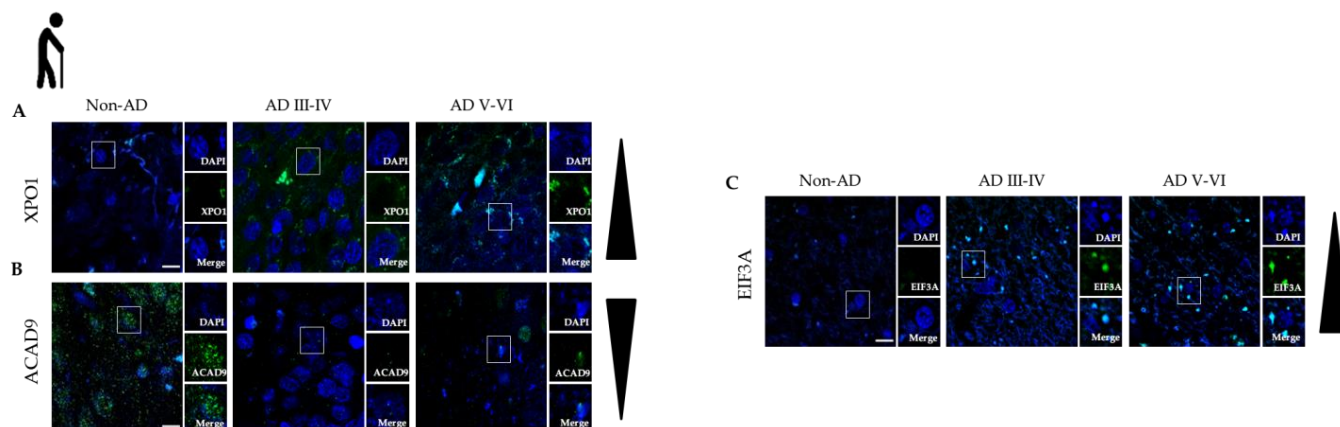 A
Non-AD AD III-IV AD V-VI
XPO1
DAPI DAPI DAPI
XPO1 XPO1 XPO1
Merge Merge Merge
B
ACAD9
DAPI DAPI DAPI
ACAD9 ACAD9 ACAD9
Merge Merge Merge
C
Non-AD AD III-IV AD V-VI
EIF3A
DAPI DAPI DAPI
EIF3A EIF3A EIF3A
Merge Merge Merge